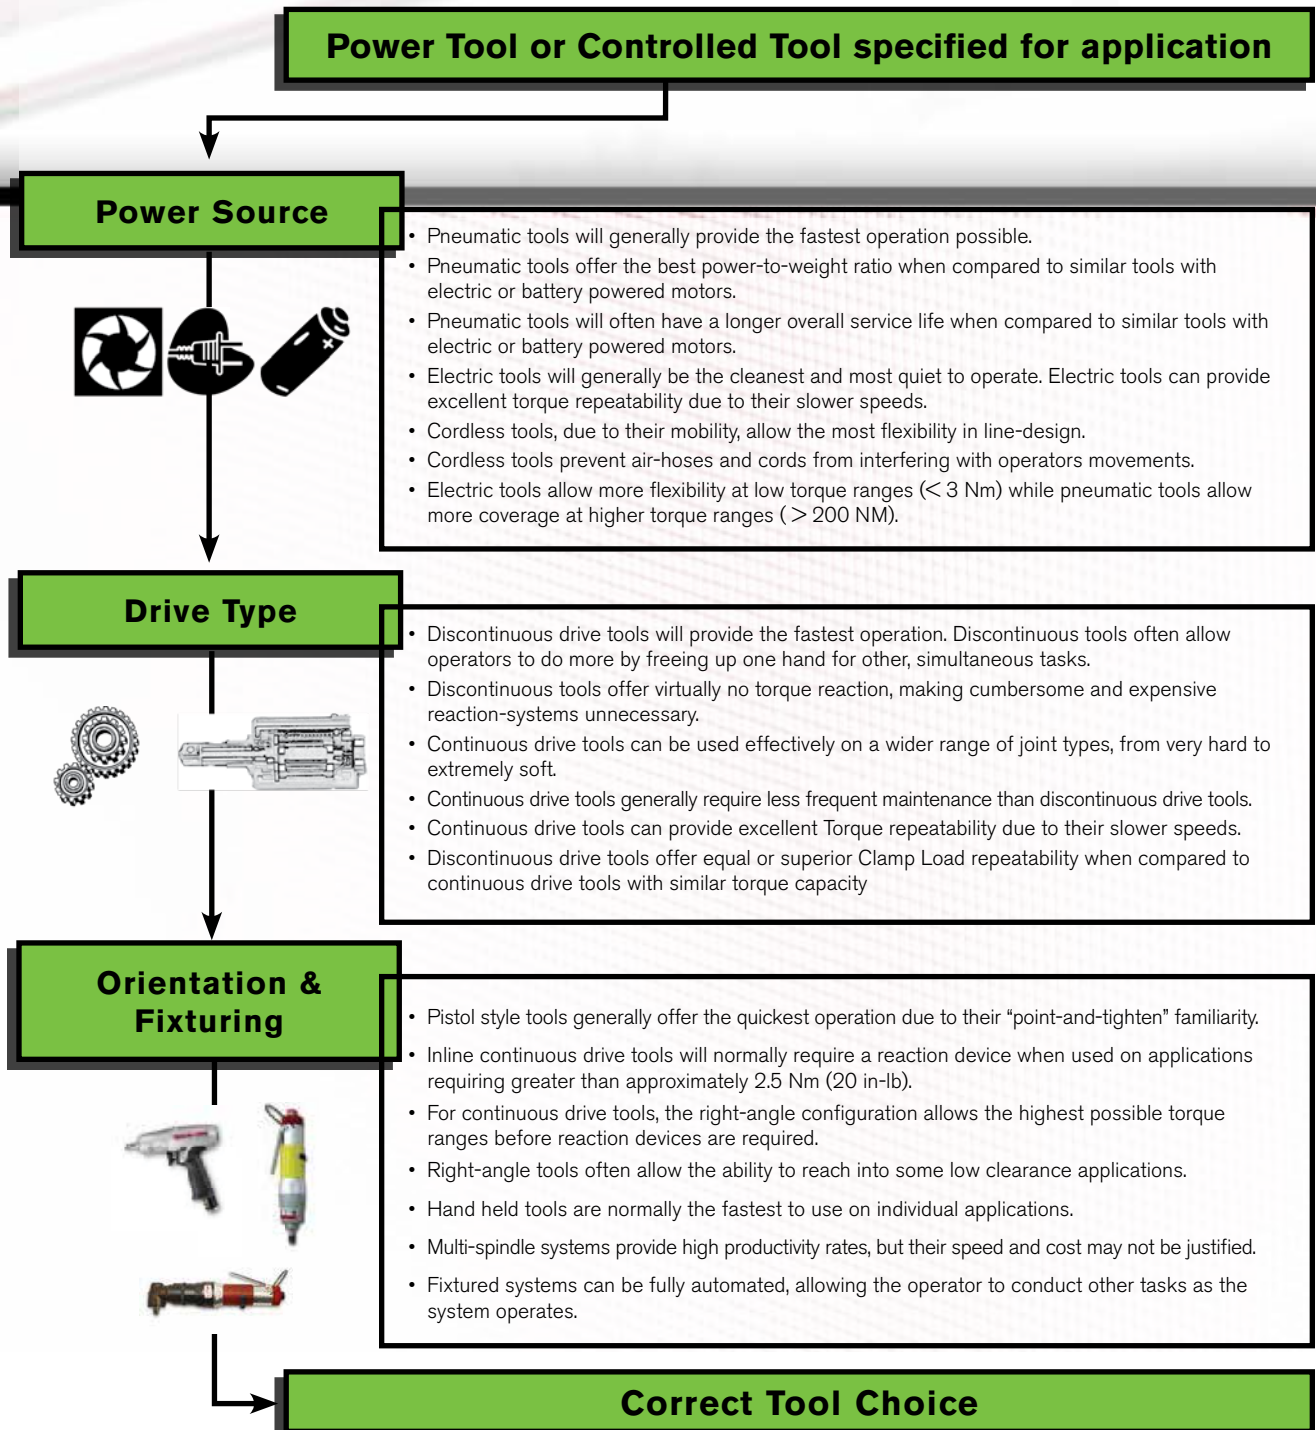 Power Tool or Controlled Tool specified for application
Power Source
• Pneumatic tools will generally provide the fastest operation possible.
• Pneumatic tools offer the best power-to-weight ratio when compared to similar tools with
electric or battery powered motors.
• Pneumatic tools will often have a longer overall service life when compared to similar tools with
electric or battery powered motors.
• Electric tools will generally be the cleanest and most quiet to operate. Electric tools can provide
excellent torque repeatability due to their slower speeds.
• Cordless tools, due to their mobility, allow the most flexibility in line-design.
• Cordless tools prevent air-hoses and cords from interfering with operators movements.
• Electric tools allow more flexibility at low torque ranges (< 3 Nm) while pneumatic tools allow
more coverage at higher torque ranges ( > 200 NM).
Drive Type
• Discontinuous drive tools will provide the fastest operation. Discontinuous tools often allow
operators to do more by freeing up one hand for other, simultaneous tasks.
• Discontinuous tools offer virtually no torque reaction, making cumbersome and expensive
reaction-systems unnecessary.
• Continuous drive tools can be used effectively on a wider range of joint types, from very hard to
extremely soft.
• Continuous drive tools generally require less frequent maintenance than discontinuous drive tools.
• Continuous drive tools can provide excellent Torque repeatability due to their slower speeds.
• Discontinuous drive tools offer equal or superior Clamp Load repeatability when compared to
continuous drive tools with similar torque capacity
Orientation &
Fixturing
• Pistol style tools generally offer the quickest operation due to their “point-and-tighten” familiarity.
• Inline continuous drive tools will normally require a reaction device when used on applications
requiring greater than approximately 2.5 Nm (20 in-lb).
• For continuous drive tools, the right-angle configuration allows the highest possible torque
ranges before reaction devices are required.
• Right-angle tools often allow the ability to reach into some low clearance applications.
• Hand held tools are normally the fastest to use on individual applications.
• Multi-spindle systems provide high productivity rates, but their speed and cost may not be justified.
• Fixtured systems can be fully automated, allowing the operator to conduct other tasks as the
system operates.
Correct Tool Choice